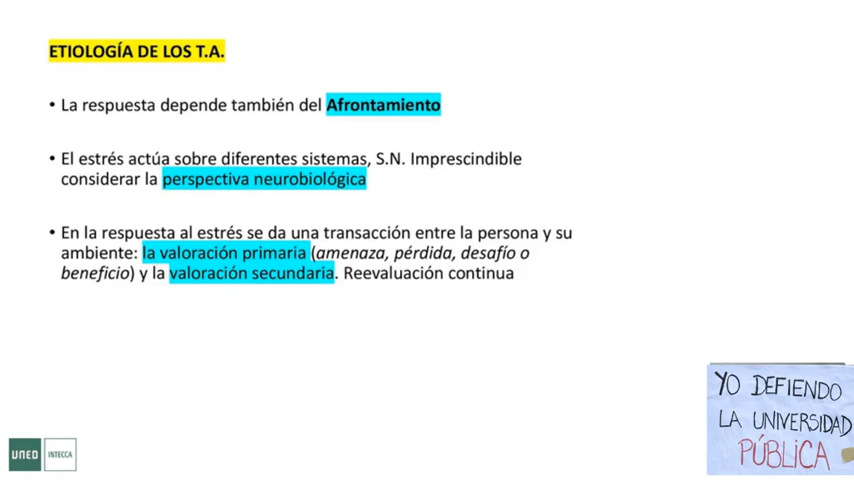 ETIOLOGÍA DE LOS T.A.
• La respuesta depende también del Afrontamiento
• El estrés actúa sobre diferentes sistemas, S.N. Imprescindible
considerar la perspectiva neurobiológica
• En la respuesta al estrés se da una transacción entre la persona y su
ambiente: la valoración primaria (amenaza, pérdida, desafío o
beneficio) y la valoración secundaria. Reevaluación continua
YO DEFIENDO
LA UNIVERSIDAD
PÚBLICA
UNED INTECCA